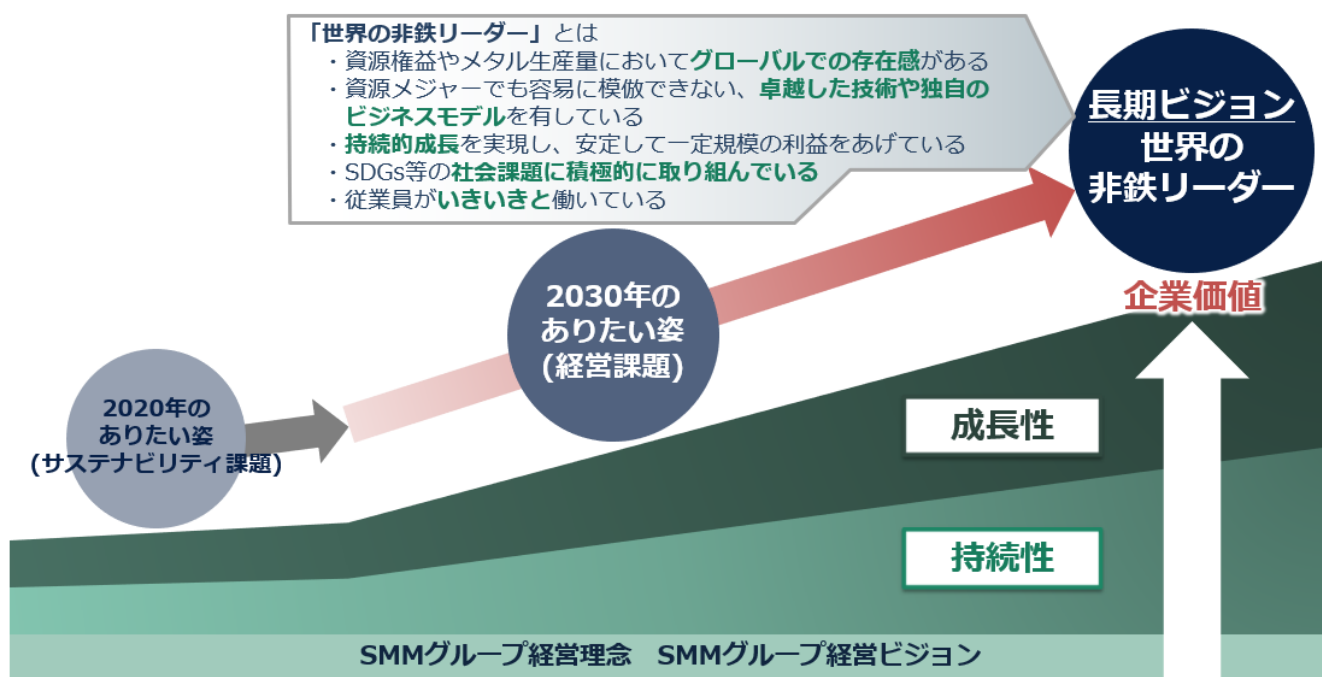 「世界の非鉄リーダー」とは
・資源権益やメタル生産量においてグローバルでの存在感がある
・資源メジャーでも容易に模倣できない、卓越した技術や独自の
ビジネスモデルを有している
・持続的成長を実現し、安定して一定規模の利益をあげている
・SDGs等の社会課題に積極的に取り組んでいる
・従業員がいきいきと働いている
長期ビジョン
世界の
非鉄リーダー
企業価値
2030年の
ありたい姿
(経営課題)
2020年の
ありたい姿
(サステナビリティ課題)
成長性
持続性
SMMグループ経営理念　SMMグループ経営ビジョン